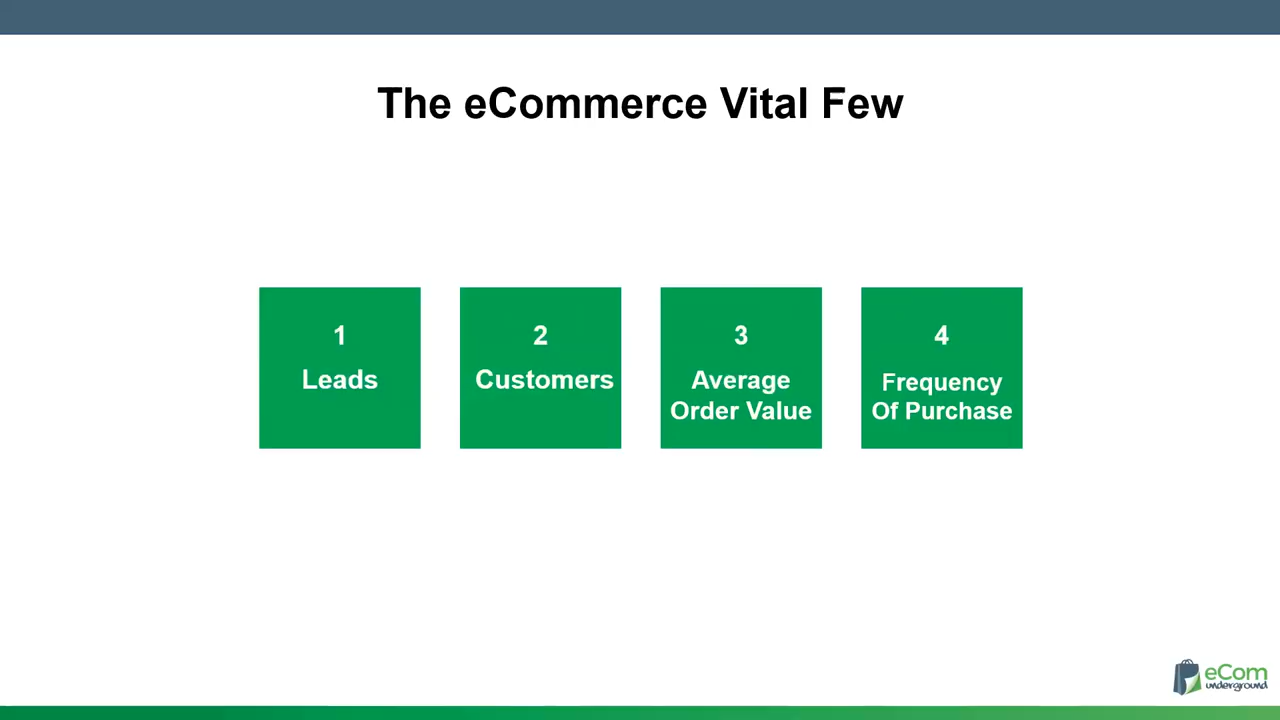 The eCommerce Vital Few
1
Leads
2
Customers
3
Average
Order Value
4
Frequency
Of Purchase
eCom
underground